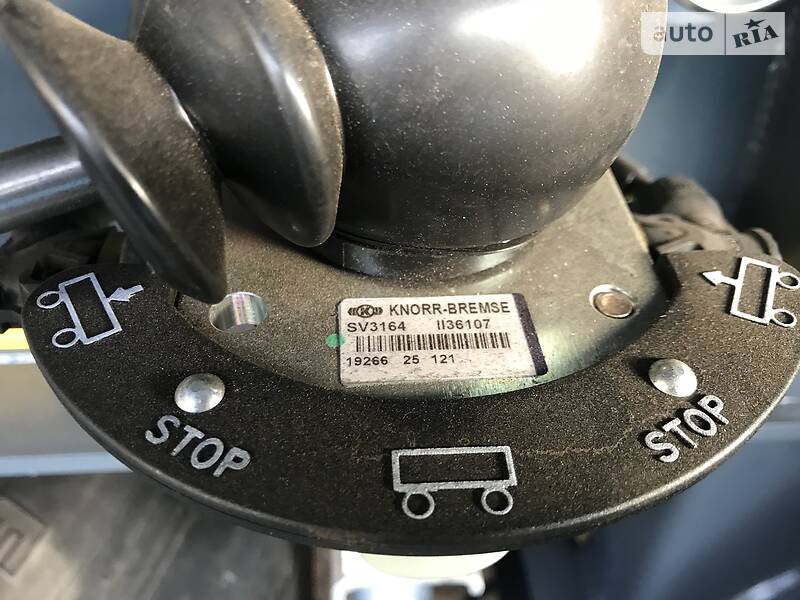 auto RIA
KNORR-BREMSE
SV3164 II36107
19266 25 121
STOP
STOP